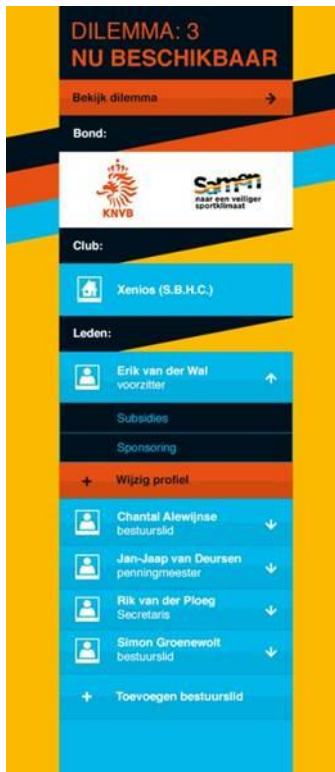 DILEMMA: 3
NU BESCHIKBAAR
Bekijk dilemma
Bond:
KNVB
Samen
naar een veiliger
sportklimaat
Club:
Xenios (S.B.H.C.)
Leden:
Erik van der Wal
voorzitter
Subsidies
Sponsoring
+ Wijzig profiel
Chantal Alewijnse
bestuurslid
Jan-Jaap van Deursen
penningmeester
Rik van der Ploeg
Secretaris
Simon Groenewolt
bestuurslid
+ Toevoegen bestuurslid